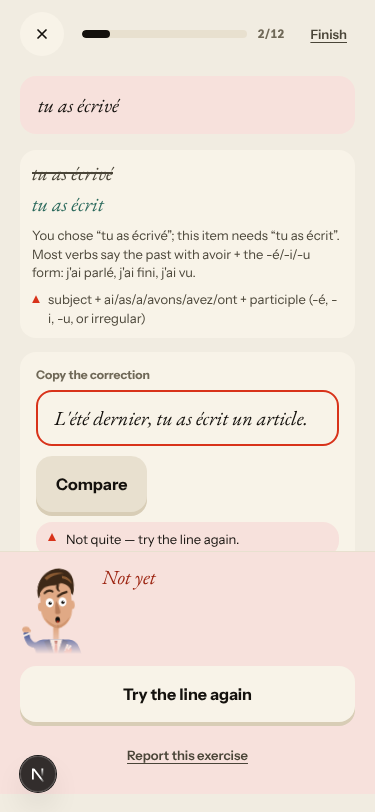 2/12
Finish
tu as écrivé
tu as écrivé
tu as écrit
You chose “tu as écrivé”; this item needs “tu as écrit”.
Most verbs say the past with avoir + the -é/-i/-u
form: j'ai parlé, j'ai fini, j'ai vu.
subject + ai/as/a/avons/avez/ont + participle (-é, -
i, -u, or irregular)
Copy the correction
L'été dernier, tu as écrit un article.
Compare
Not quite — try the line again.
Not yet
Try the line again
Report this exercise
N